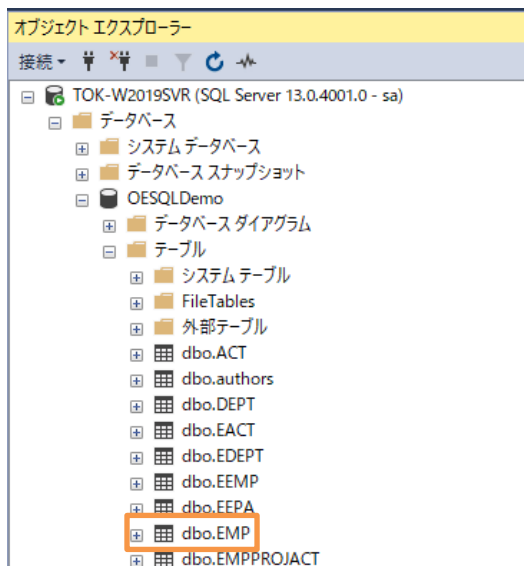 オブジェクト エクスプローラー
接続
TOK-W2019SVR (SQL Server 13.0.4001.0 - sa)
データベース
システム データベース
データベース スナップショット
OESQLDemo
データベース ダイアグラム
テーブル
システム テーブル
FileTables
外部テーブル
dbo.ACT
dbo.authors
dbo.DEPT
dbo.EACT
dbo.EDEPT
dbo.EEMP
dbo.EEPA
dbo.EMP
dbo.EMPPROJACT